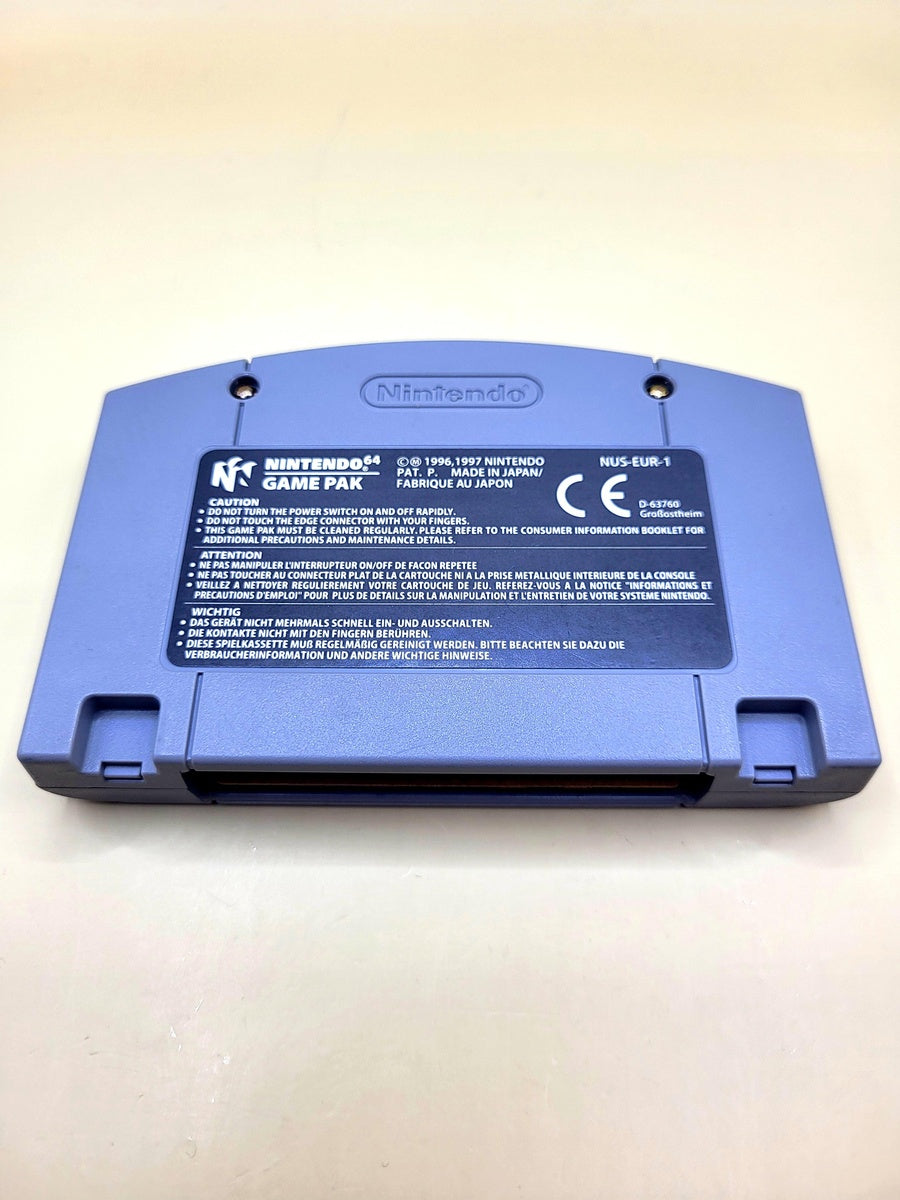 Nintendo
NINTENDO 64
GAME PAK
©Ⓜ 1996,1997 NINTENDO
PAT. P. MADE IN JAPAN/
FABRIQUE AU JAPON
NUS-EUR-1
CE
D-63760
Großostheim
CAUTION
• DO NOT TURN THE POWER SWITCH ON AND OFF RAPIDLY.
• DO NOT TOUCH THE EDGE CONNECTOR WITH YOUR FINGERS.
• THIS GAME PAK MUST BE CLEANED REGULARLY. PLEASE REFER TO THE CONSUMER INFORMATION BOOKLET FOR
ADDITIONAL PRECAUTIONS AND MAINTENANCE DETAILS.
ATTENTION
• NE PAS MANIPULER L'INTERRUPTEUR ON/OFF DE FACON REPETEE
• NE PAS TOUCHER AU CONNECTEUR PLAT DE LA CARTOUCHE NI A LA PRISE METALLIQUE INTERIEURE DE LA CONSOLE
• VEILLEZ A NETTOYER REGULIEREMENT VOTRE CARTOUCHE DE JEU. REFEREZ-VOUS A LA NOTICE "INFORMATIONS ET
PRECAUTIONS D'EMPLOI" POUR PLUS DE DETAILS SUR LA MANIPULATION ET L'ENTRETIEN DE VOTRE SYSTEME NINTENDO.
WICHTIG
• DAS GERÄT NICHT MEHRMALS SCHNELL EIN- UND AUSSCHALTEN.
• DIE KONTAKTE NICHT MIT DEN FINGERN BERÜHREN.
• DIESE SPIELKASSETTE MUß REGELMÄßIG GEREINIGT WERDEN. BITTE BEACHTEN SIE DAZU DIE
VERBRAUCHERINFORMATION UND ANDERE WICHTIGE HINWEISE.